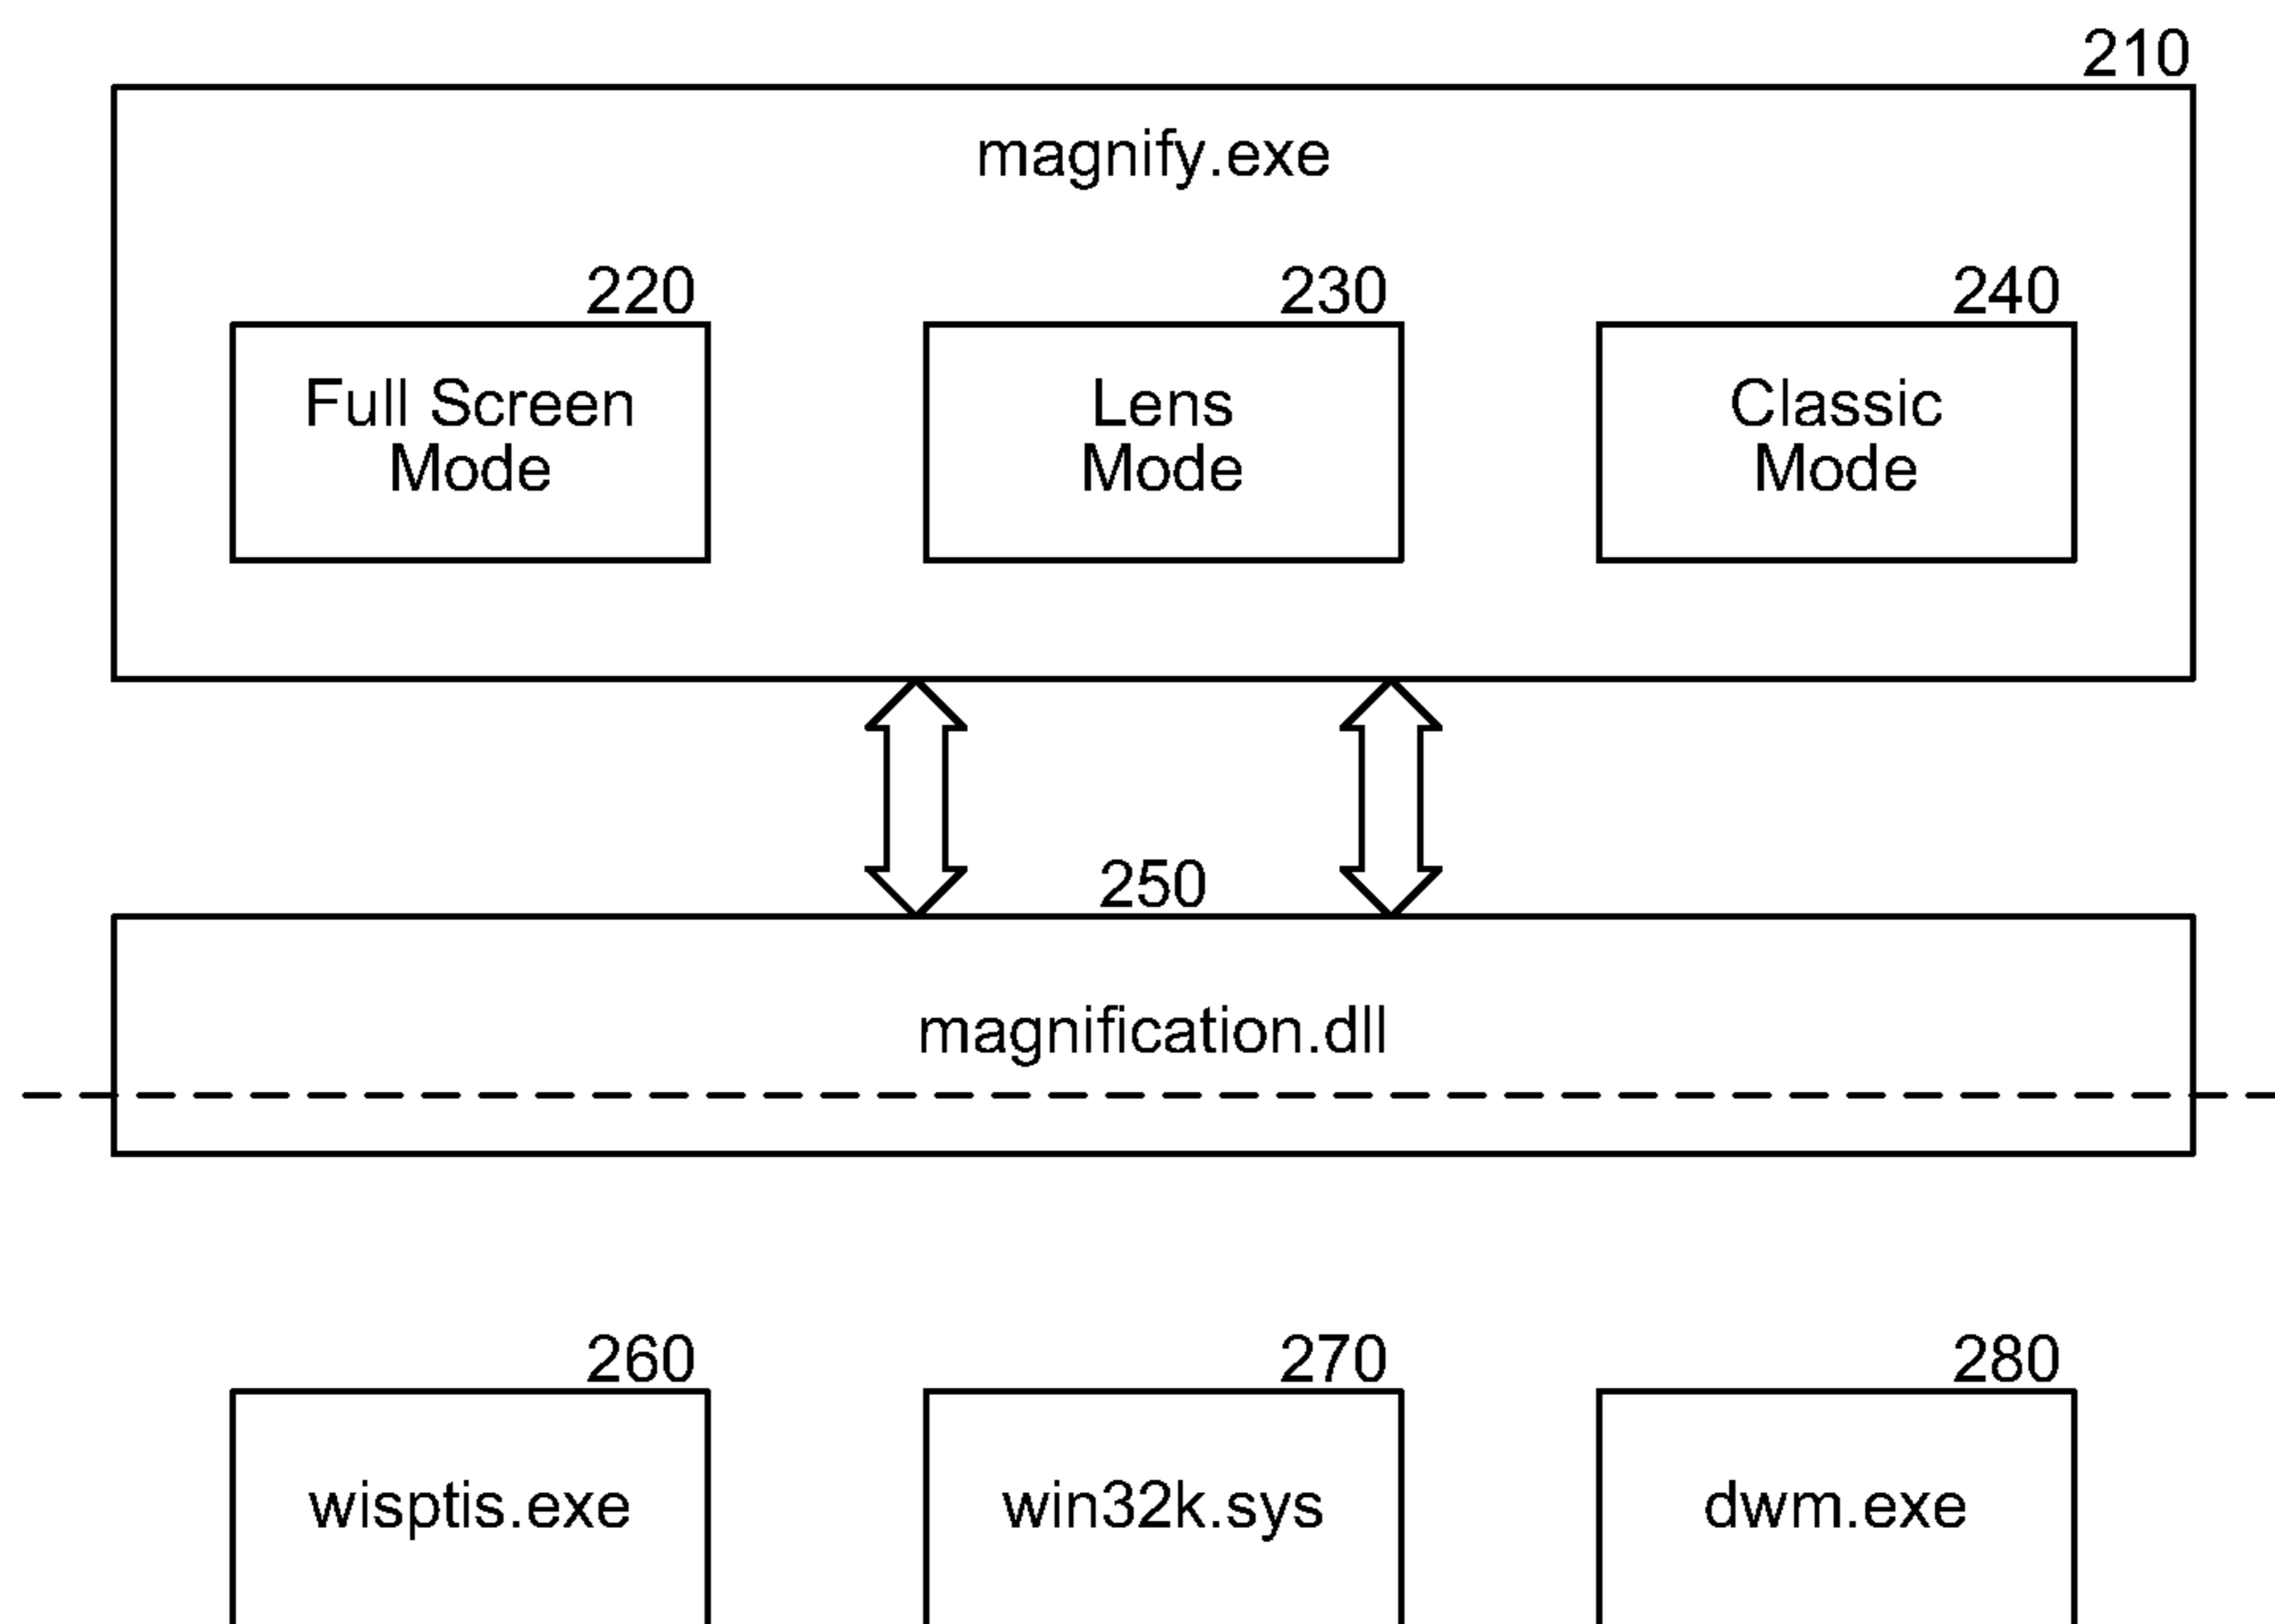 210
magnify.exe
220
230
240
Full Screen
Mode
Lens
Mode
Classic
Mode
250
magnification.dll
260
270
280
wisptis.exe
win32k.sys
dwm.exe